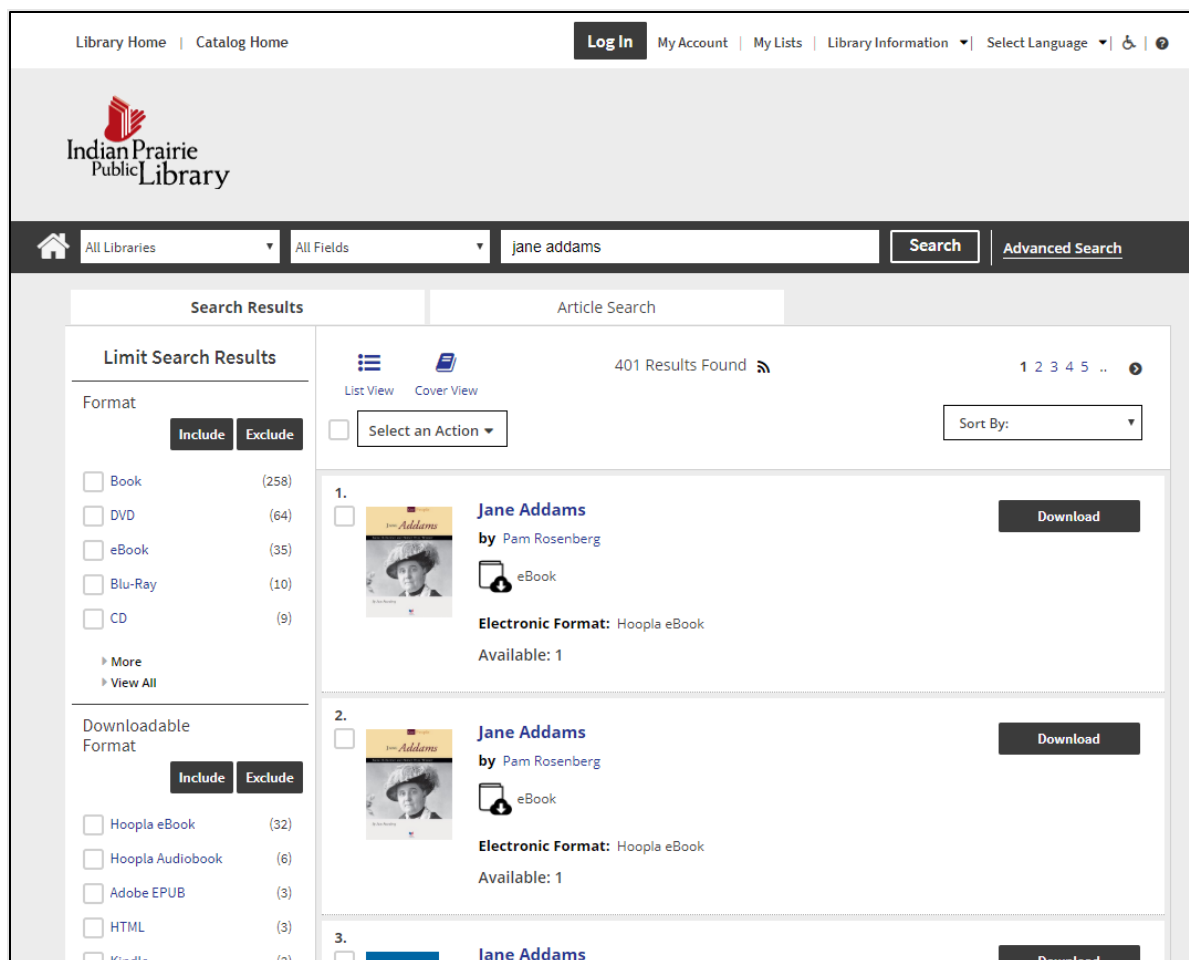 Library Home | Catalog Home
Log In My Account | My Lists | Library Information | Select Language | |
Indian Prairie
Public Library
All Libraries All Fields jane addams Search Advanced Search
Search Results Article Search
Limit Search Results
Format
Include Exclude
Book (258)
DVD (64)
eBook (35)
Blu-Ray (10)
CD (9)
More
View All
Downloadable
Format
Include Exclude
Hoopla eBook (32)
Hoopla Audiobook (6)
Adobe EPUB (3)
HTML (3)
List View Cover View
401 Results Found
1 2 3 4 5 ..
Select an Action
Sort By:
1.
Jane Addams
Jane Addams
by Pam Rosenberg
eBook
Electronic Format: Hoopla eBook
Available: 1
Download
2.
Jane Addams
Jane Addams
by Pam Rosenberg
eBook
Electronic Format: Hoopla eBook
Available: 1
Download
3.
Jane Addams